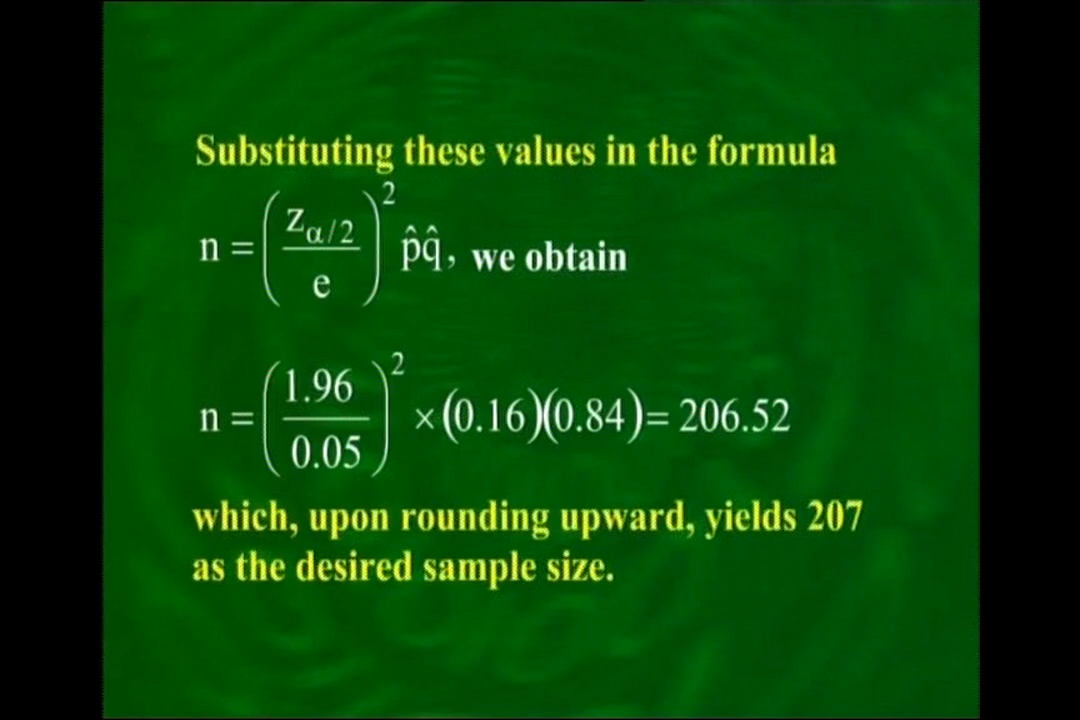 Substituting these values in the formula
n = (z_α/2 / e)² p̂q̂, we obtain
n = (1.96 / 0.05)² × (0.16)(0.84) = 206.52
which, upon rounding upward, yields 207
as the desired sample size.